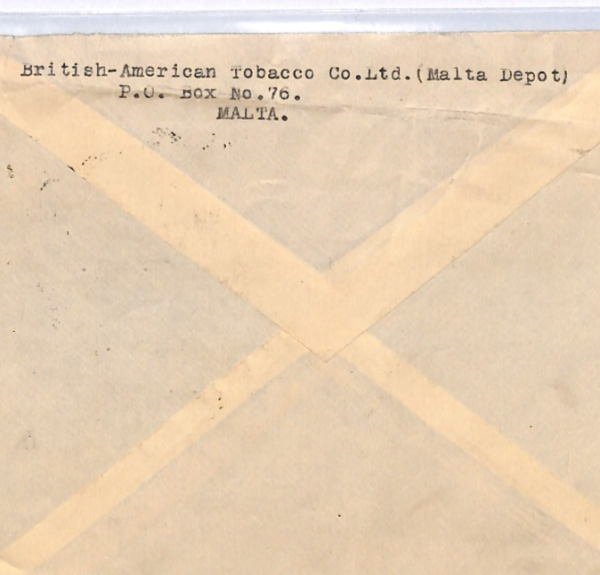 British-American Tobacco Co.Ltd.(Malta Depot)
P.O. Box No.76.
MALTA.